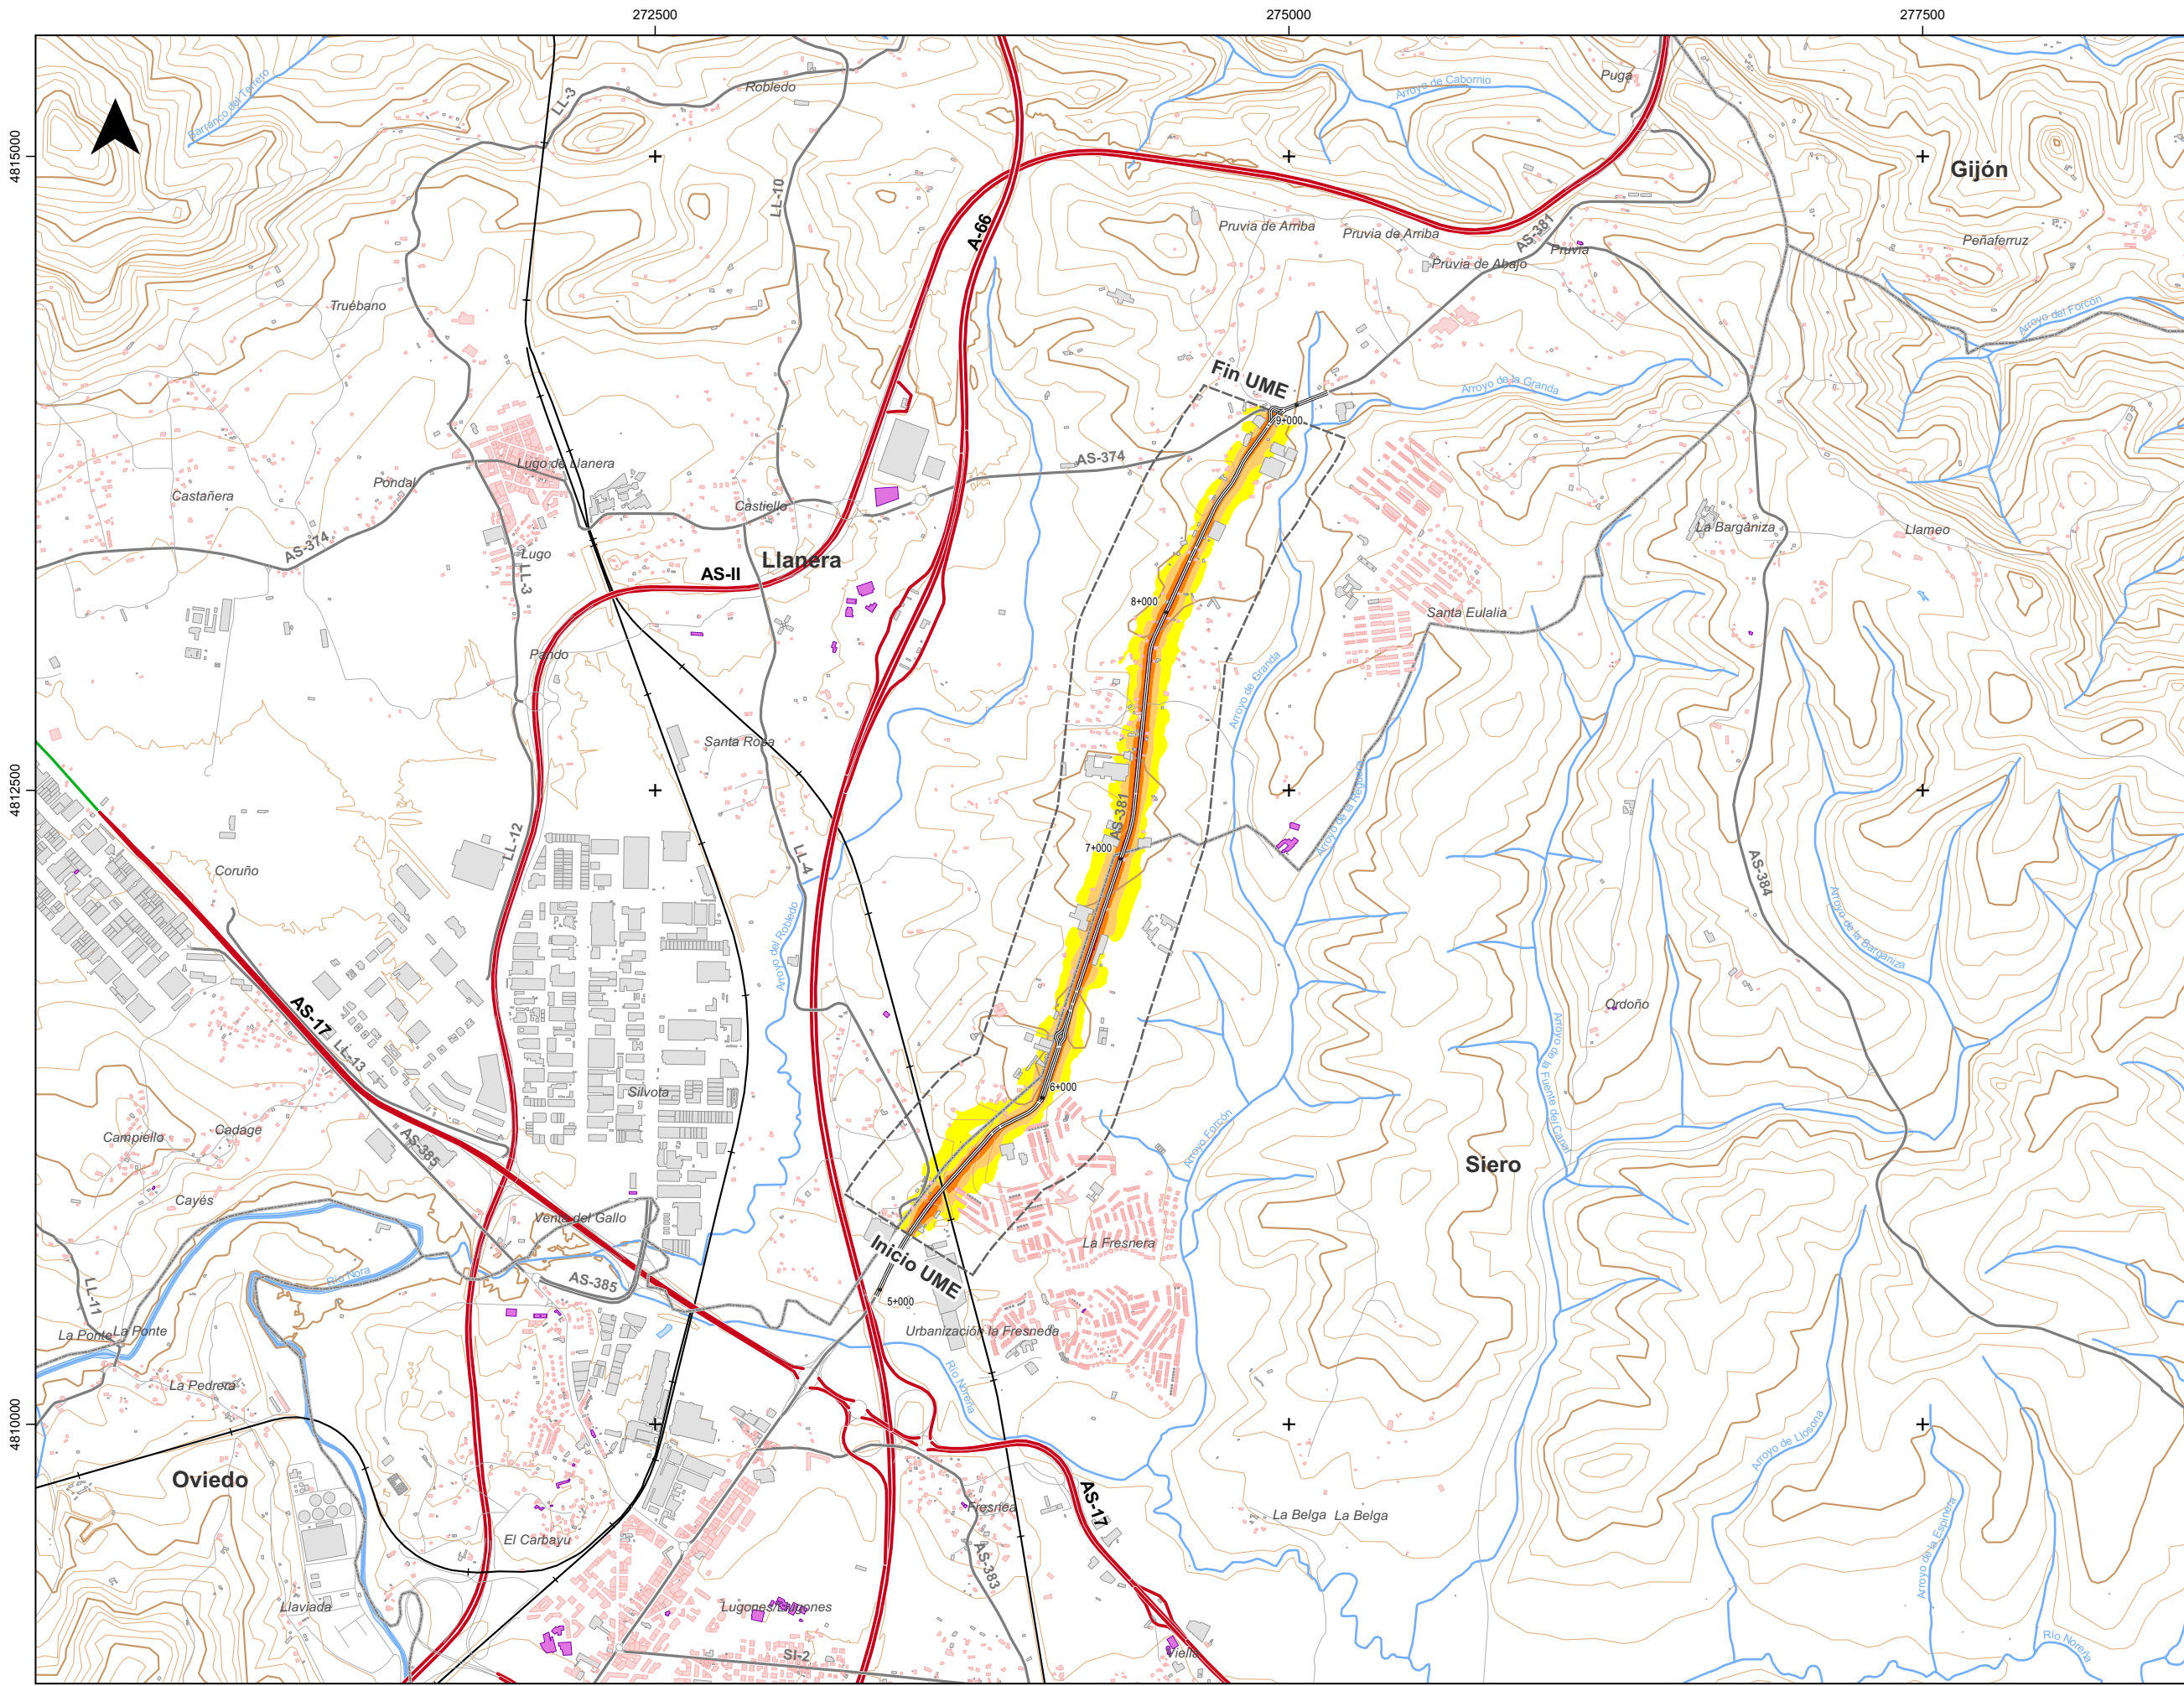 272500
275000
277500
4815000
4812500
4810000
Barranco del Terrero
LL-3
Robledo
Arroyo de Cabornio
Puga
Gijón
LL-10
A-66
Pruvia de Arriba
Pruvia de Arriba
AS-381
Pruvia
Pruvia de Abajo
Peñaferruz
Truébano
Arroyo del Forcón
Fin UME
Arroyo de la Granda
9+000
Lugo de Llanera
AS-374
Pondal
Castañera
Castiello
La Barganiza
Llameo
AS-374
Lugo
LL-3
AS-II
Llanera
8+000
Santa Eulalia
Pando
Arroyo de Granda
Santa Rosa
AS-381
Arroyo de la Reguera
LL-12
LL-4
7+000
Coruño
AS-384
Arroyo del Robledo
Arroyo de la Barganiza
AS-17
LL-13
Ordoño
Arroyo de la Fuente del Canal
Silvota
6+000
Campiello
Cadage
AS-385
Arroyo Forcón
Siero
Cayés
Venta del Gallo
La Fresnera
Inicio UME
Río Nora
AS-385
LL-11
5+000
La Ponte
La Ponte
Urbanización la Fresneda
Río Noreña
La Pedrera
Arroyo de Llosona
Oviedo
AS-17
Fresnea
La Belga
La Belga
El Carbayu
AS-383
Arroyo de la Espinera
Llaviada
Lugones/Llugones
SI-2
Viella
Río Noreña